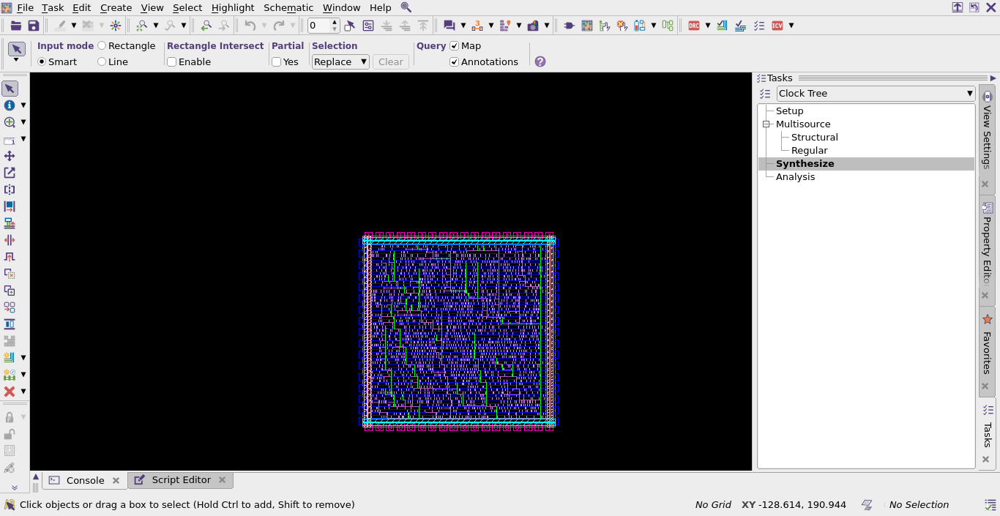 File Task Edit Create View Select Highlight Schematic Window Help
0
DRC
ICV
Input mode Rectangle Rectangle Intersect Partial Selection Query Map
Smart Line Enable Yes Replace Clear Annotations
Tasks
Clock Tree
Setup
Multisource
Structural
Regular
Synthesize
Analysis
View Settings
Property Edito
Favorites
Tasks
Console
Script Editor
Click objects or drag a box to select (Hold Ctrl to add, Shift to remove) No Grid XY -128.614, 190.944 No Selection